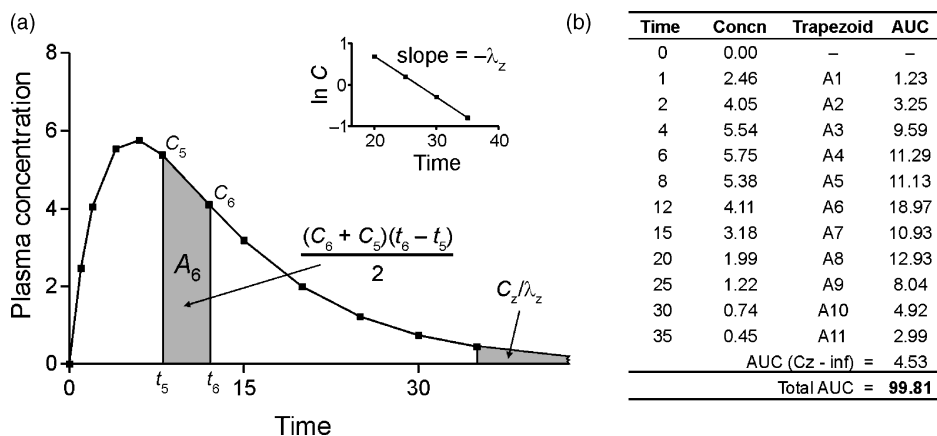 (a)
8
6
4
2
0
Plasma concentration
0
t₅
t₆
15
30
Time
C₅
C₆
A₆
(C₆ + C₅)(t₆ – t₅)
2
C_z/λ_z
slope = –λ_z
1
0
–1
ln C
20
30
40
Time
(b)
Time Concn Trapezoid AUC
0 0.00 – –
1 2.46 A1 1.23
2 4.05 A2 3.25
4 5.54 A3 9.59
6 5.75 A4 11.29
8 5.38 A5 11.13
12 4.11 A6 18.97
15 3.18 A7 10.93
20 1.99 A8 12.93
25 1.22 A9 8.04
30 0.74 A10 4.92
35 0.45 A11 2.99
AUC (Cz - inf) = 4.53
Total AUC = 99.81